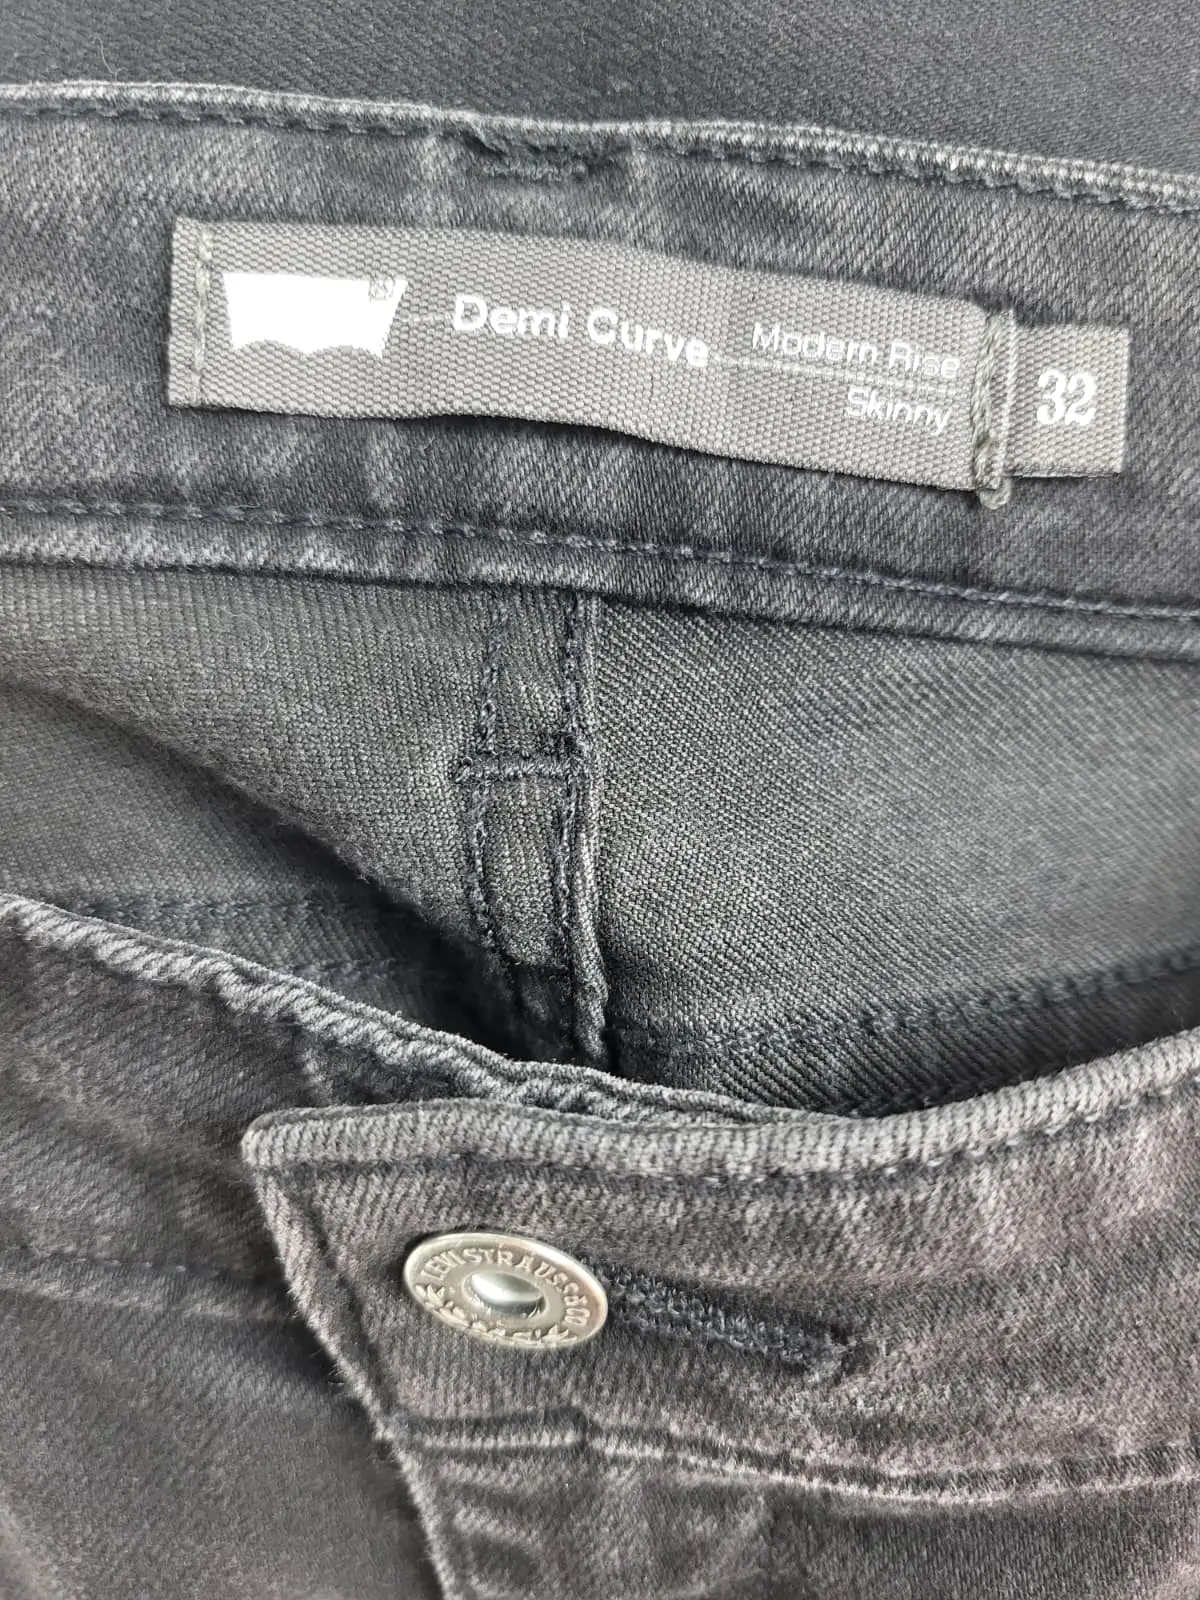 Demi Curve
Modern Rise
Skinny
32
LEVI STRAUSS & CO